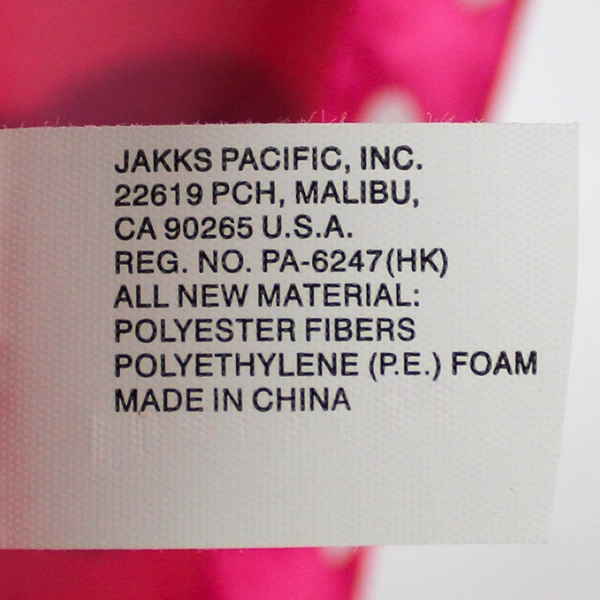 JAKKS PACIFIC, INC.
22619 PCH, MALIBU,
CA 90265 U.S.A.
REG. NO. PA-6247(HK)
ALL NEW MATERIAL:
POLYESTER FIBERS
POLYETHYLENE (P.E.) FOAM
MADE IN CHINA